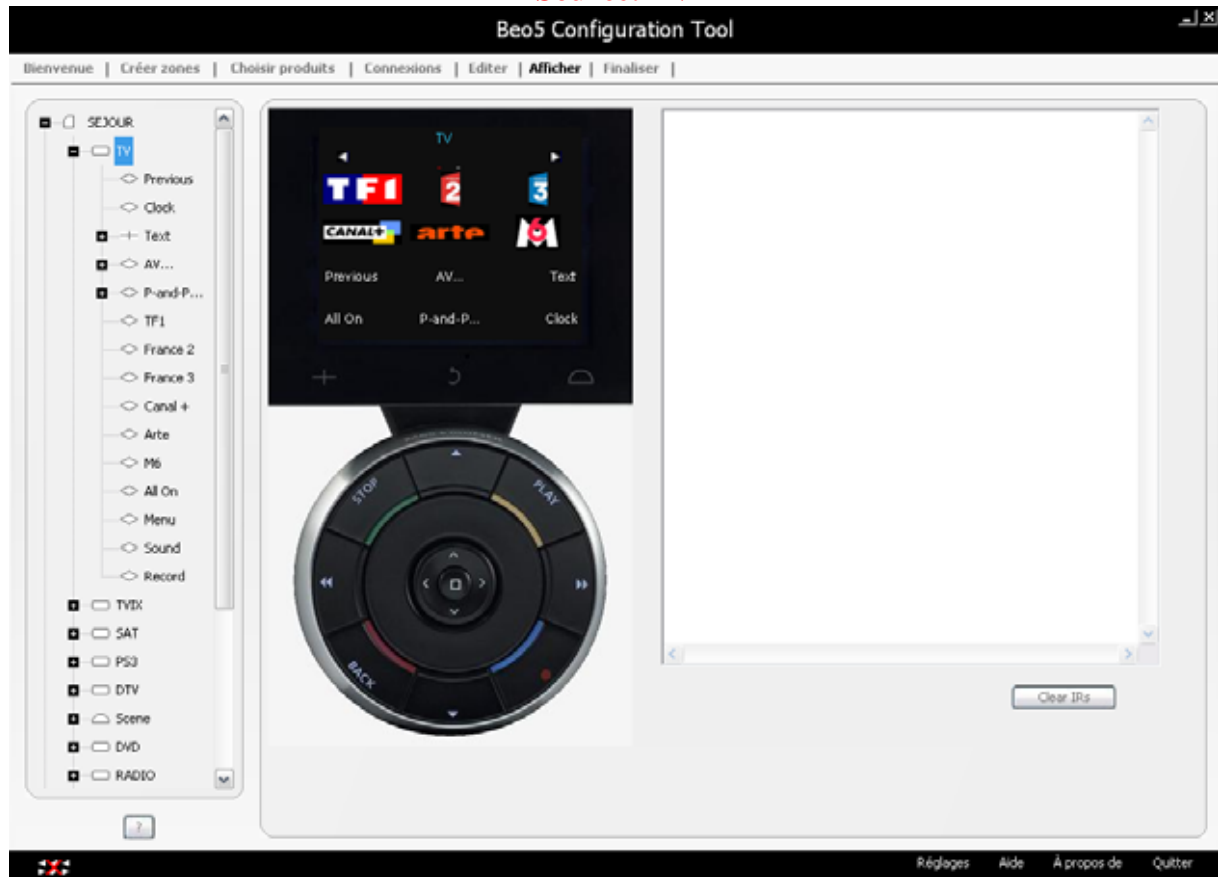 Beo5 Configuration Tool
Bienvenue | Créer zones | Choisir produits | Connexions | Editer | Afficher | Finaliser |
SEJOUR
TV
Previous
Clock
Text
AV...
P-and-P...
TF1
France 2
France 3
Canal +
Arte
M6
All On
Menu
Sound
Record
TVIX
SAT
PS3
DTV
Scene
DVD
RADIO
?
TV
TF1 2 3
CANAL+ arte M6
Previous AV... Text
All On P-and-P... Clock
STOP PLAY
BACK
Clear IRs
Réglages Aide À propos de Quitter